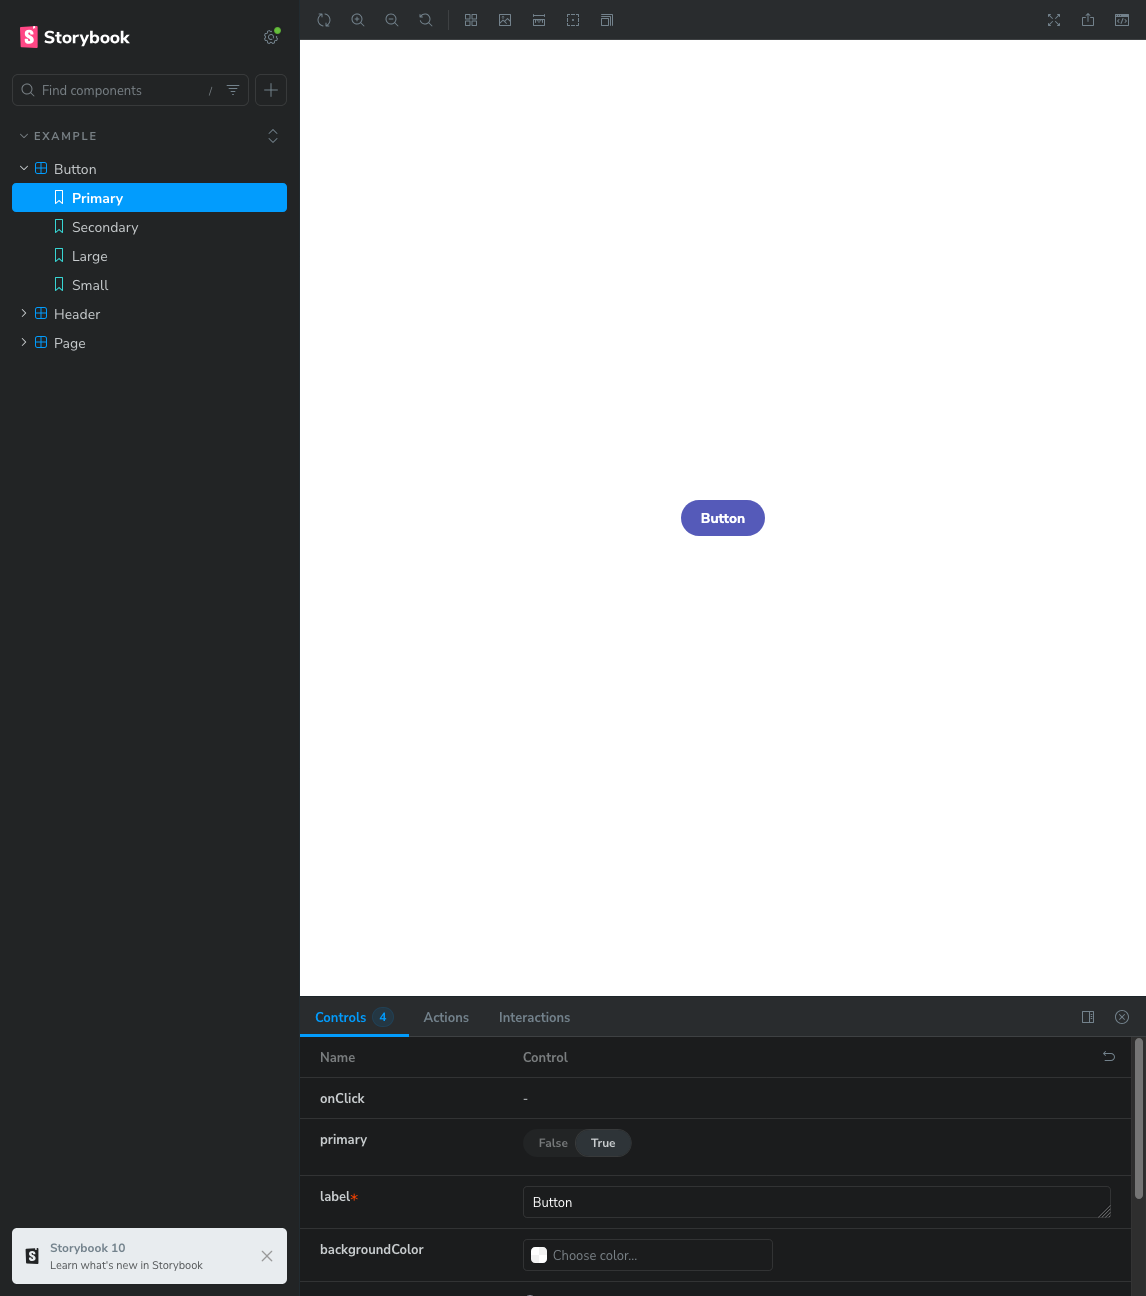 Storybook
Find components /
EXAMPLE
Button
Primary
Secondary
Large
Small
Header
Page
Button
Controls 4 Actions Interactions
Name Control
onClick -
primary False True
label* Button
backgroundColor Choose color...
Storybook 10
Learn what's new in Storybook